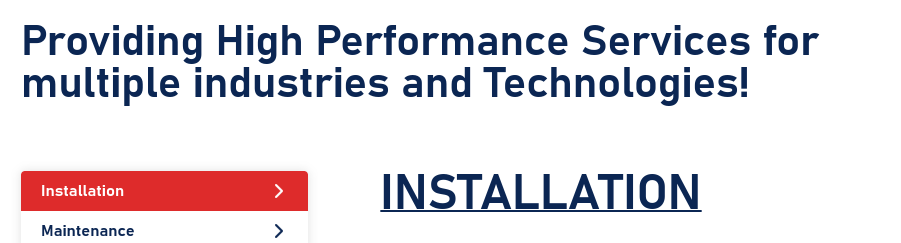 Providing High Performance Services for
multiple industries and Technologies!
Installation
INSTALLATION
Maintenance